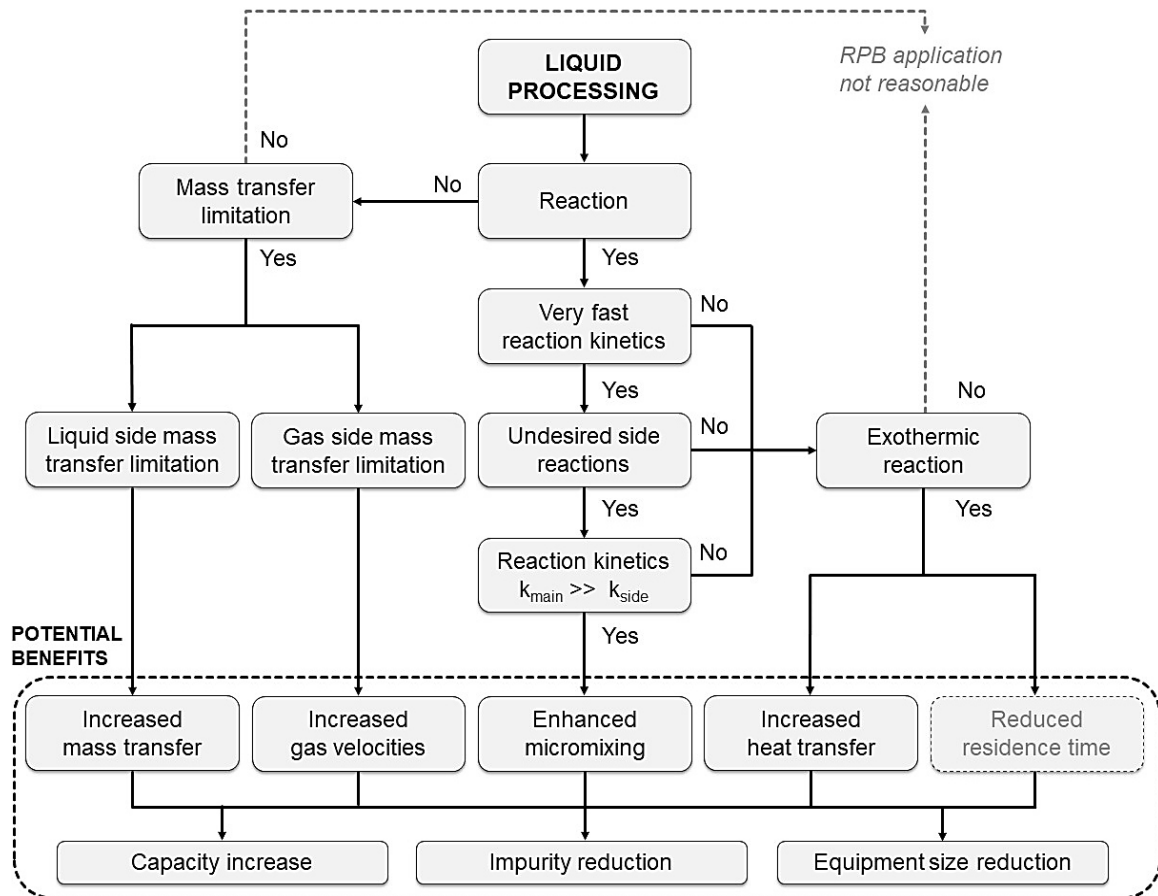 LIQUID
PROCESSING
RPB application
not reasonable
No
Mass transfer
limitation
No
Reaction
Yes
Yes
Very fast
reaction kinetics
No
Yes
No
Liquid side mass
transfer limitation
Gas side mass
transfer limitation
Undesired side
reactions
No
Exothermic
reaction
Yes
Yes
Reaction kinetics
k_main >> k_side
No
Yes
POTENTIAL
BENEFITS
Increased
mass transfer
Increased
gas velocities
Enhanced
micromixing
Increased
heat transfer
Reduced
residence time
Capacity increase
Impurity reduction
Equipment size reduction